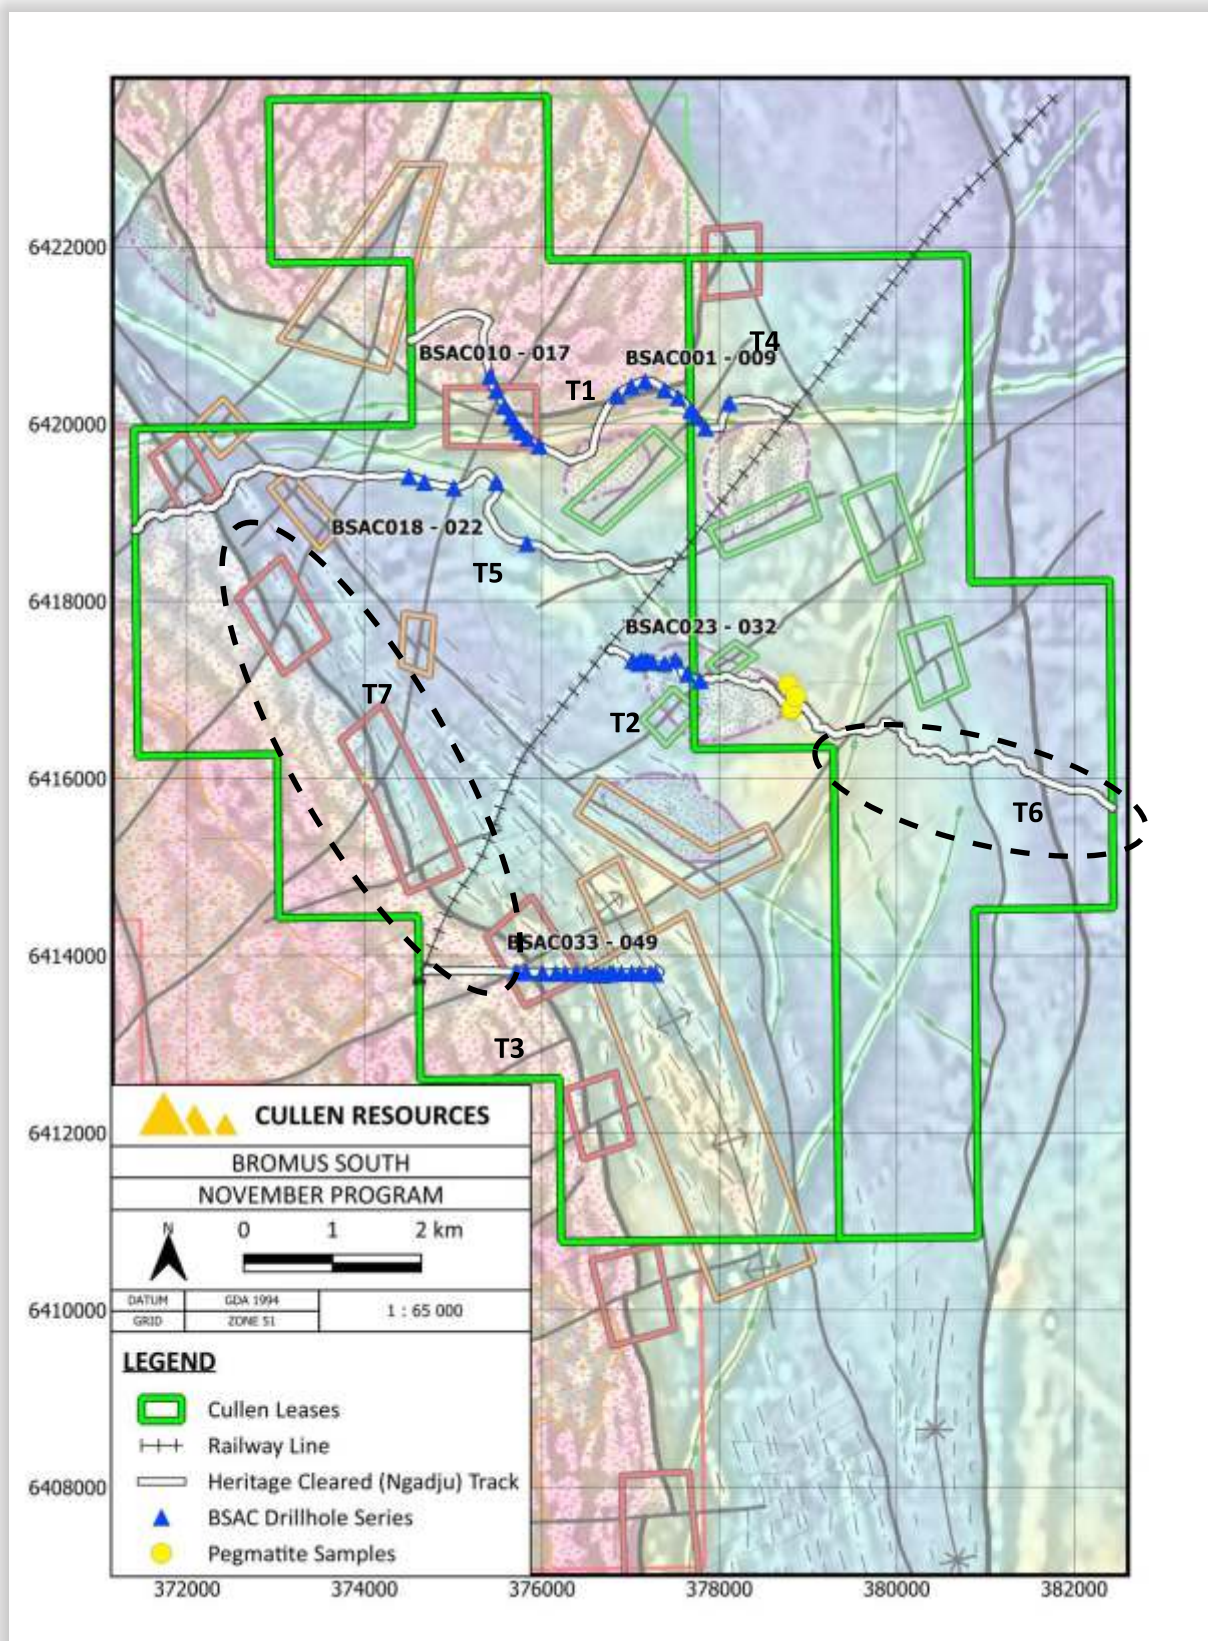 6422000
T4
BSAC010 - 017
BSAC001 - 009
T1
6420000
BSAC018 - 022
T5
6418000
BSAC023 - 032
T7
T2
6416000
T6
BSAC033 - 049
6414000
T3
CULLEN RESOURCES
6412000
BROMUS SOUTH
NOVEMBER PROGRAM
N
0 1 2 km
DATUM GDA 1994
GRID ZONE 51
1 : 65 000
6410000
LEGEND
Cullen Leases
Railway Line
Heritage Cleared (Ngadju) Track
6408000
BSAC Drillhole Series
Pegmatite Samples
372000 374000 376000 378000 380000 382000